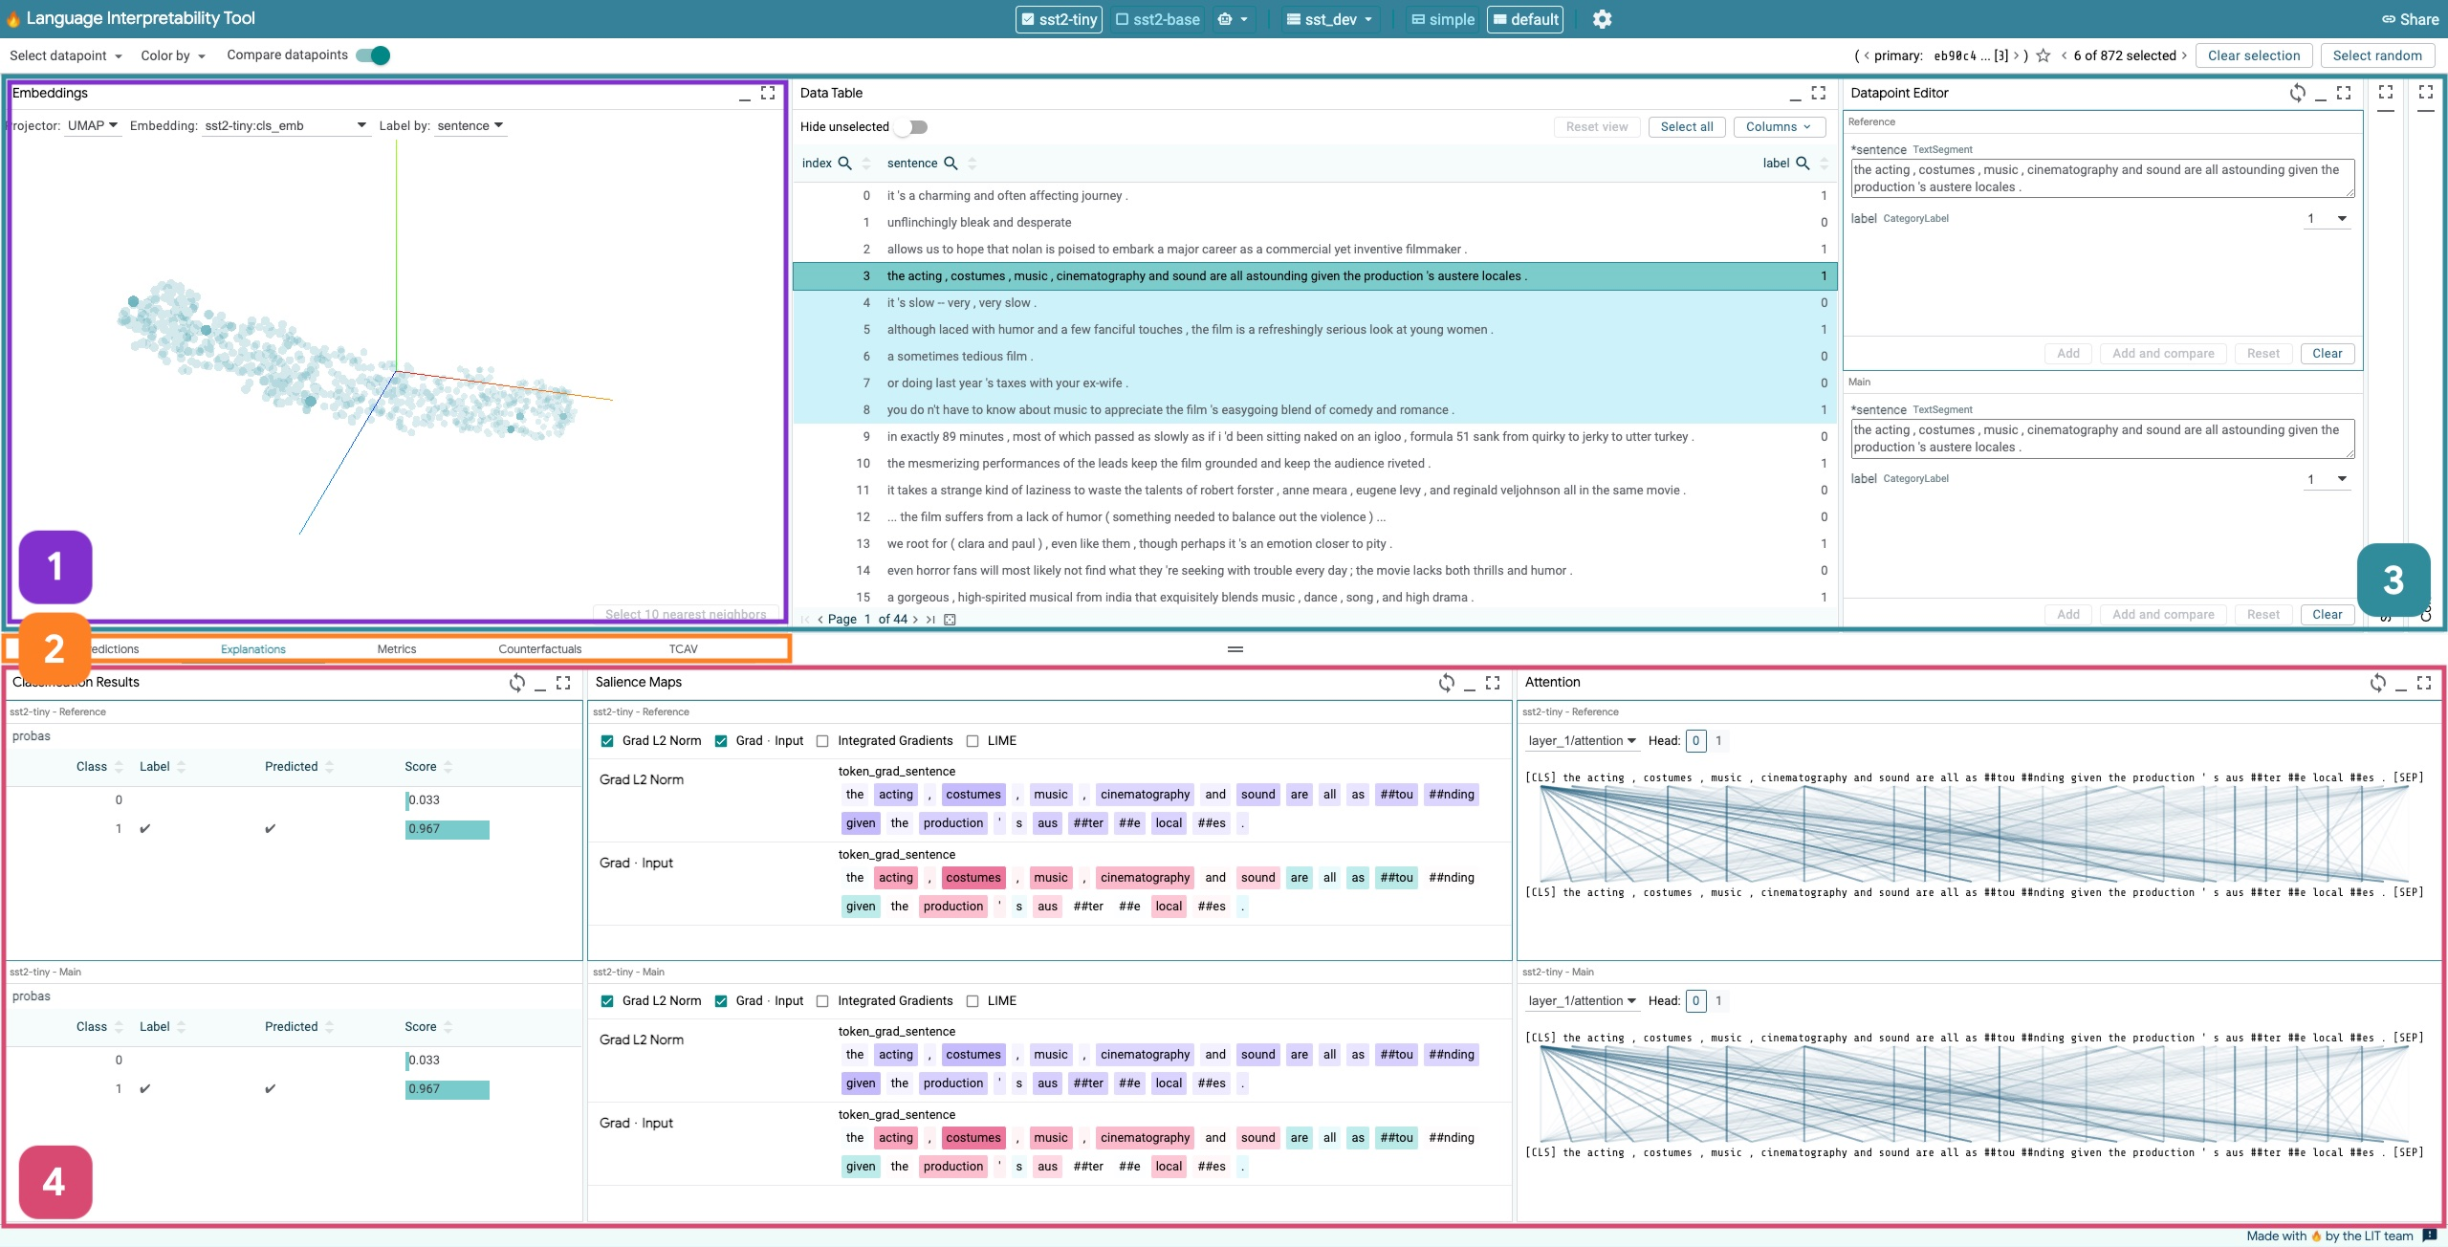 Language Interpretability Tool
sst2-tiny sst2-base sst_dev simple default Share
Select datapoint Color by Compare datapoints
( < primary: eb90c4 ... [3] > ) < 6 of 872 selected > Clear selection Select random
Embeddings
Projector: UMAP Embedding: sst2-tiny:cls_emb Label by: sentence
Select 10 nearest neighbors
1
Data Table
Hide unselected Reset view Select all Columns
index sentence label
0 it 's a charming and often affecting journey . 1
1 unflinchingly bleak and desperate 0
2 allows us to hope that nolan is poised to embark a major career as a commercial yet inventive filmmaker . 1
3 the acting , costumes , music , cinematography and sound are all astounding given the production 's austere locales . 1
4 it 's slow -- very , very slow . 0
5 although laced with humor and a few fanciful touches , the film is a refreshingly serious look at young women . 1
6 a sometimes tedious film . 0
7 or doing last year 's taxes with your ex-wife . 0
8 you do n't have to know about music to appreciate the film 's easygoing blend of comedy and romance . 1
9 in exactly 89 minutes , most of which passed as slowly as if i 'd been sitting naked on an igloo , formula 51 sank from quirky to jerky to utter turkey . 0
10 the mesmerizing performances of the leads keep the film grounded and keep the audience riveted . 1
11 it takes a strange kind of laziness to waste the talents of robert forster , anne meara , eugene levy , and reginald veljohnson all in the same movie . 0
12 ... the film suffers from a lack of humor ( something needed to balance out the violence ) ... 0
13 we root for ( clara and paul ) , even like them , though perhaps it 's an emotion closer to pity . 1
14 even horror fans will most likely not find what they 're seeking with trouble every day ; the movie lacks both thrills and humor . 0
15 a gorgeous , high-spirited musical from india that exquisitely blends music , dance , song , and high drama . 1
Page 1 of 44
Datapoint Editor
Reference
*sentence TextSegment
the acting , costumes , music , cinematography and sound are all astounding given the
production 's austere locales .
label CategoryLabel 1
Add Add and compare Reset Clear
Main
*sentence TextSegment
the acting , costumes , music , cinematography and sound are all astounding given the
production 's austere locales .
label CategoryLabel 1
Add Add and compare Reset Clear
3
2
edictions Explanations Metrics Counterfactuals TCAV
Classification Results
sst2-tiny - Reference
probas
Class Label Predicted Score
0 0.033
1 ✔ ✔ 0.967
sst2-tiny - Main
probas
Class Label Predicted Score
0 0.033
1 ✔ ✔ 0.967
4
Salience Maps
sst2-tiny - Reference
Grad L2 Norm Grad · Input Integrated Gradients LIME
Grad L2 Norm
token_grad_sentence
the acting , costumes , music , cinematography and sound are all as ##tou ##nding
given the production ' s aus ##ter ##e local ##es .
Grad · Input
token_grad_sentence
the acting , costumes , music , cinematography and sound are all as ##tou ##nding
given the production ' s aus ##ter ##e local ##es .
sst2-tiny - Main
Grad L2 Norm Grad · Input Integrated Gradients LIME
Grad L2 Norm
token_grad_sentence
the acting , costumes , music , cinematography and sound are all as ##tou ##nding
given the production ' s aus ##ter ##e local ##es .
Grad · Input
token_grad_sentence
the acting , costumes , music , cinematography and sound are all as ##tou ##nding
given the production ' s aus ##ter ##e local ##es .
Attention
sst2-tiny - Reference
layer_1/attention Head: 0 1
[CLS] the acting , costumes , music , cinematography and sound are all as ##tou ##nding given the production ' s aus ##ter ##e local ##es . [SEP]
[CLS] the acting , costumes , music , cinematography and sound are all as ##tou ##nding given the production ' s aus ##ter ##e local ##es . [SEP]
sst2-tiny - Main
layer_1/attention Head: 0 1
[CLS] the acting , costumes , music , cinematography and sound are all as ##tou ##nding given the production ' s aus ##ter ##e local ##es . [SEP]
[CLS] the acting , costumes , music , cinematography and sound are all as ##tou ##nding given the production ' s aus ##ter ##e local ##es . [SEP]
Made with 🔥 by the LIT team